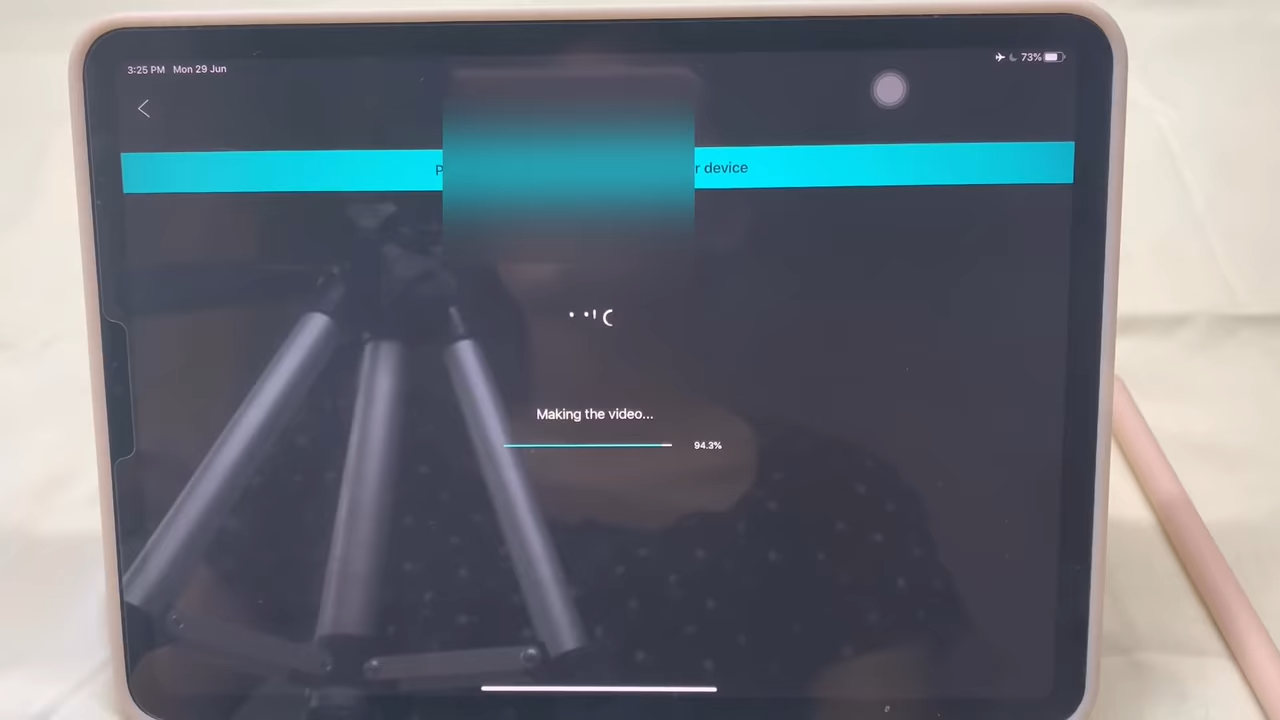 3:25 PM Mon 29 Jun
73%
device
Making the video...
94.3%